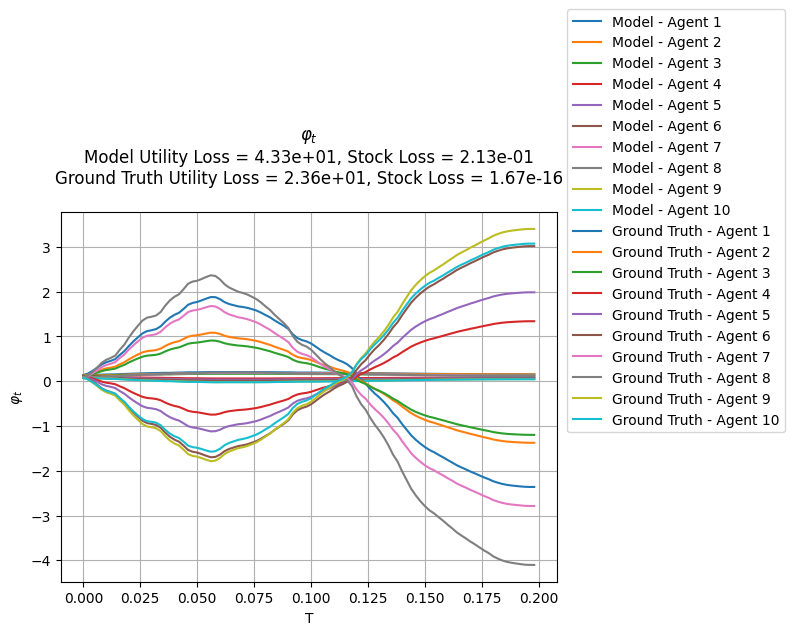 φt
Model Utility Loss = 4.33e+01, Stock Loss = 2.13e-01
Ground Truth Utility Loss = 2.36e+01, Stock Loss = 1.67e-16
Model - Agent 1
Model - Agent 2
Model - Agent 3
Model - Agent 4
Model - Agent 5
Model - Agent 6
Model - Agent 7
Model - Agent 8
Model - Agent 9
Model - Agent 10
Ground Truth - Agent 1
Ground Truth - Agent 2
Ground Truth - Agent 3
Ground Truth - Agent 4
Ground Truth - Agent 5
Ground Truth - Agent 6
Ground Truth - Agent 7
Ground Truth - Agent 8
Ground Truth - Agent 9
Ground Truth - Agent 10
φt
3
2
1
0
−1
−2
−3
−4
0.000 0.025 0.050 0.075 0.100 0.125 0.150 0.175 0.200
T